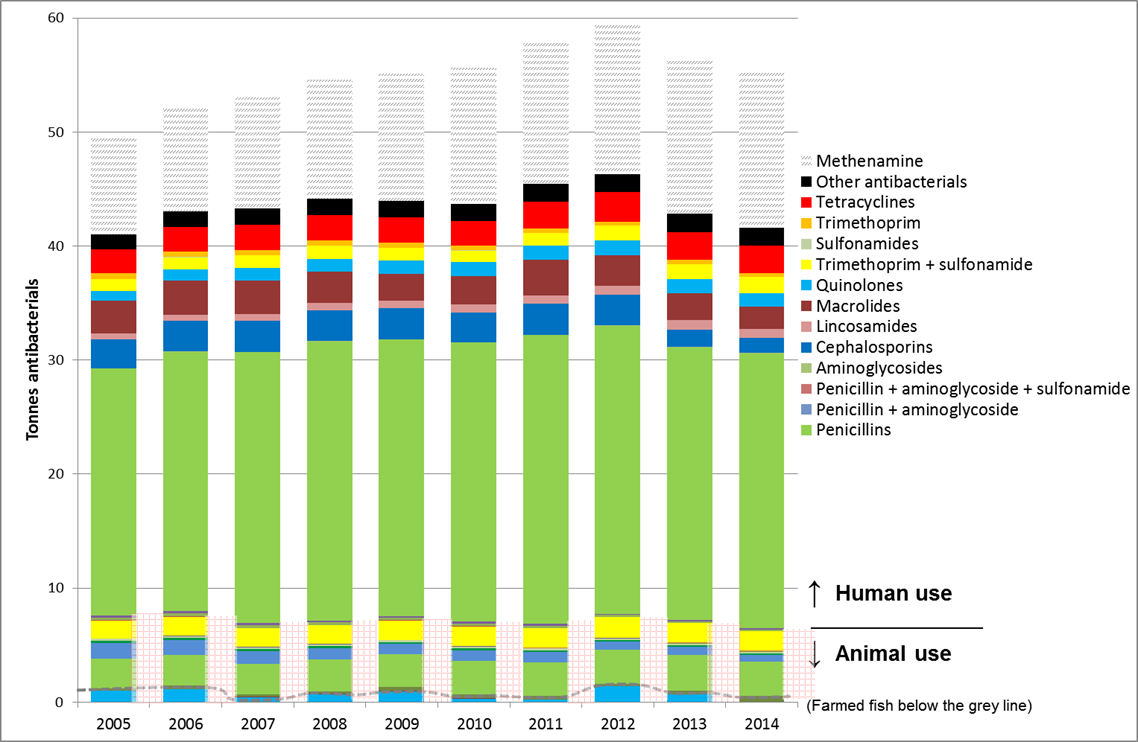 60
50
40
30
20
10
0
Tonnes antibacterials
2005 2006 2007 2008 2009 2010 2011 2012 2013 2014
Methenamine
Other antibacterials
Tetracyclines
Trimethoprim
Sulfonamides
Trimethoprim + sulfonamide
Quinolones
Macrolides
Lincosamides
Cephalosporins
Aminoglycosides
Penicillin + aminoglycoside + sulfonamide
Penicillin + aminoglycoside
Penicillins
↑ Human use
↓ Animal use
(Farmed fish below the grey line)